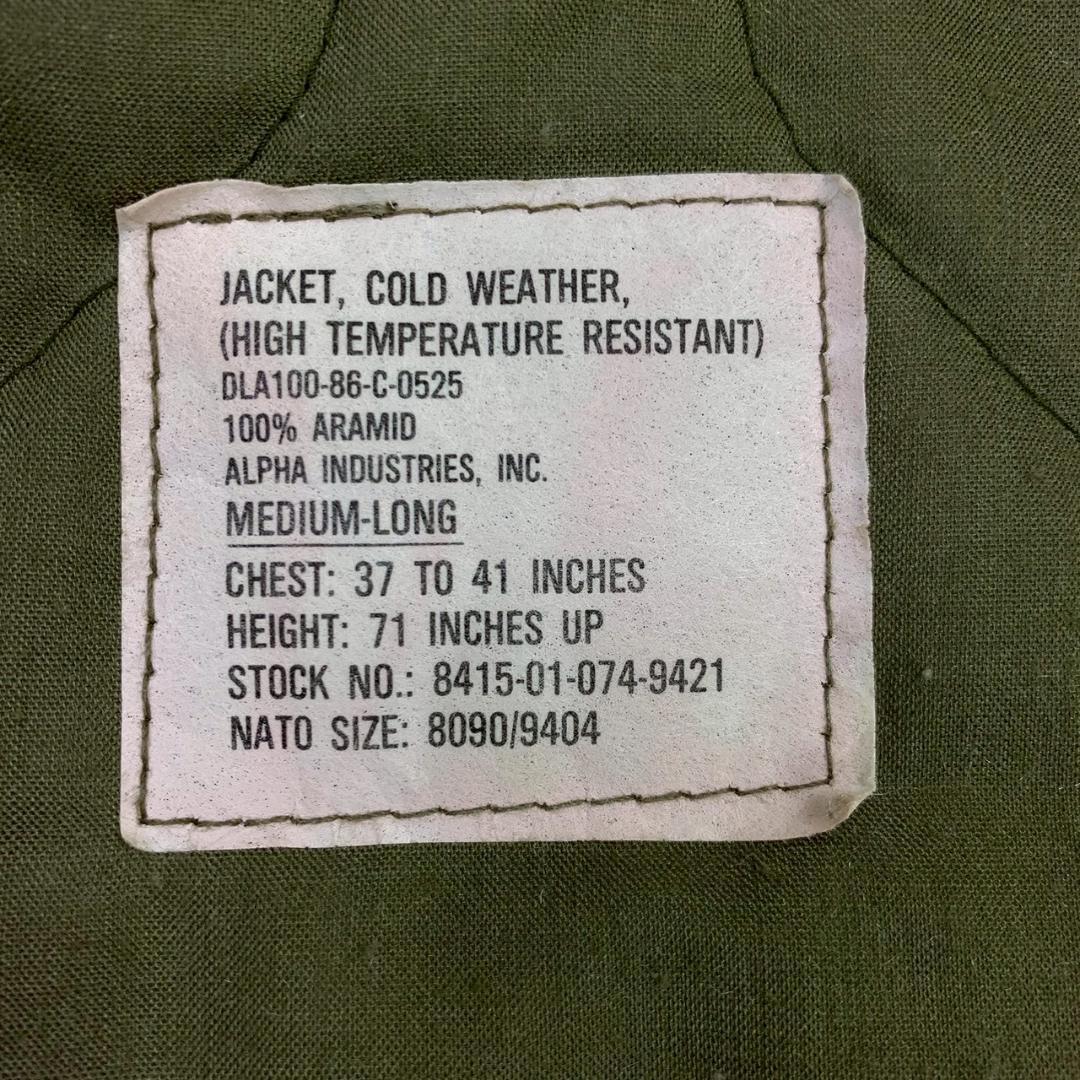 JACKET, COLD WEATHER,
(HIGH TEMPERATURE RESISTANT)
DLA100-86-C-0525
100% ARAMID
ALPHA INDUSTRIES, INC.
MEDIUM-LONG
CHEST: 37 TO 41 INCHES
HEIGHT: 71 INCHES UP
STOCK NO.: 8415-01-074-9421
NATO SIZE: 8090/9404